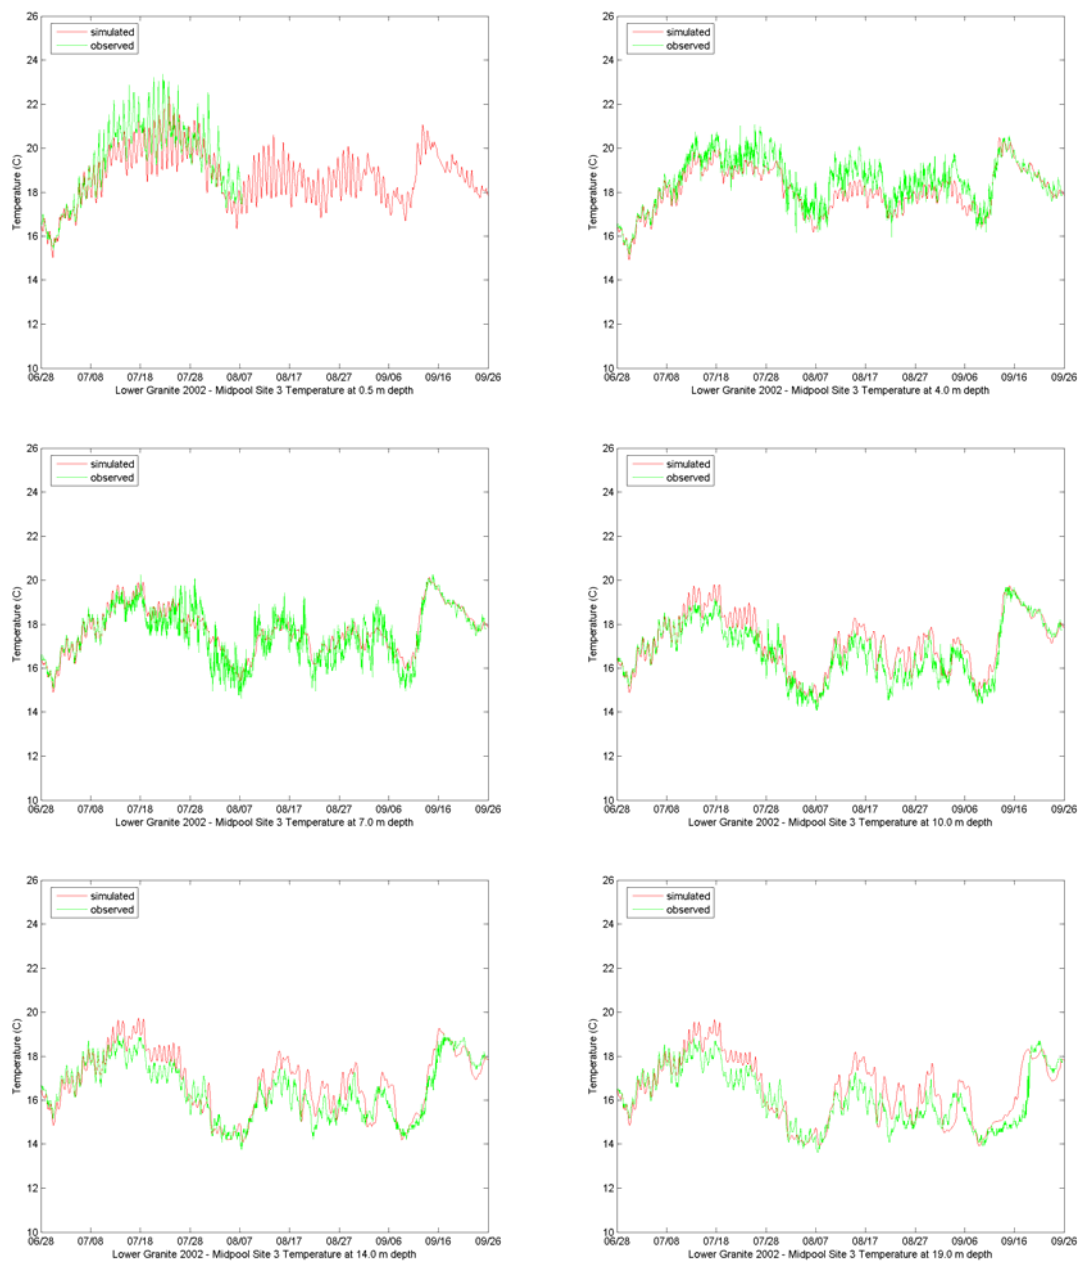 26
24
22
20
18
16
14
12
10
Temperature (C)
simulated
observed
06/28 07/08 07/18 07/28 08/07 08/17 08/27 09/06 09/16 09/26
Lower Granite 2002 - Midpool Site 3 Temperature at 0.5 m depth
26
24
22
20
18
16
14
12
10
Temperature (C)
simulated
observed
06/28 07/08 07/18 07/28 08/07 08/17 08/27 09/06 09/16 09/26
Lower Granite 2002 - Midpool Site 3 Temperature at 4.0 m depth
26
24
22
20
18
16
14
12
10
Temperature (C)
simulated
observed
06/28 07/08 07/18 07/28 08/07 08/17 08/27 09/06 09/16 09/26
Lower Granite 2002 - Midpool Site 3 Temperature at 7.0 m depth
26
24
22
20
18
16
14
12
10
Temperature (C)
simulated
observed
06/28 07/08 07/18 07/28 08/07 08/17 08/27 09/06 09/16 09/26
Lower Granite 2002 - Midpool Site 3 Temperature at 10.0 m depth
26
24
22
20
18
16
14
12
10
Temperature (C)
simulated
observed
06/28 07/08 07/18 07/28 08/07 08/17 08/27 09/06 09/16 09/26
Lower Granite 2002 - Midpool Site 3 Temperature at 14.0 m depth
26
24
22
20
18
16
14
12
10
Temperature (C)
simulated
observed
06/28 07/08 07/18 07/28 08/07 08/17 08/27 09/06 09/16 09/26
Lower Granite 2002 - Midpool Site 3 Temperature at 19.0 m depth